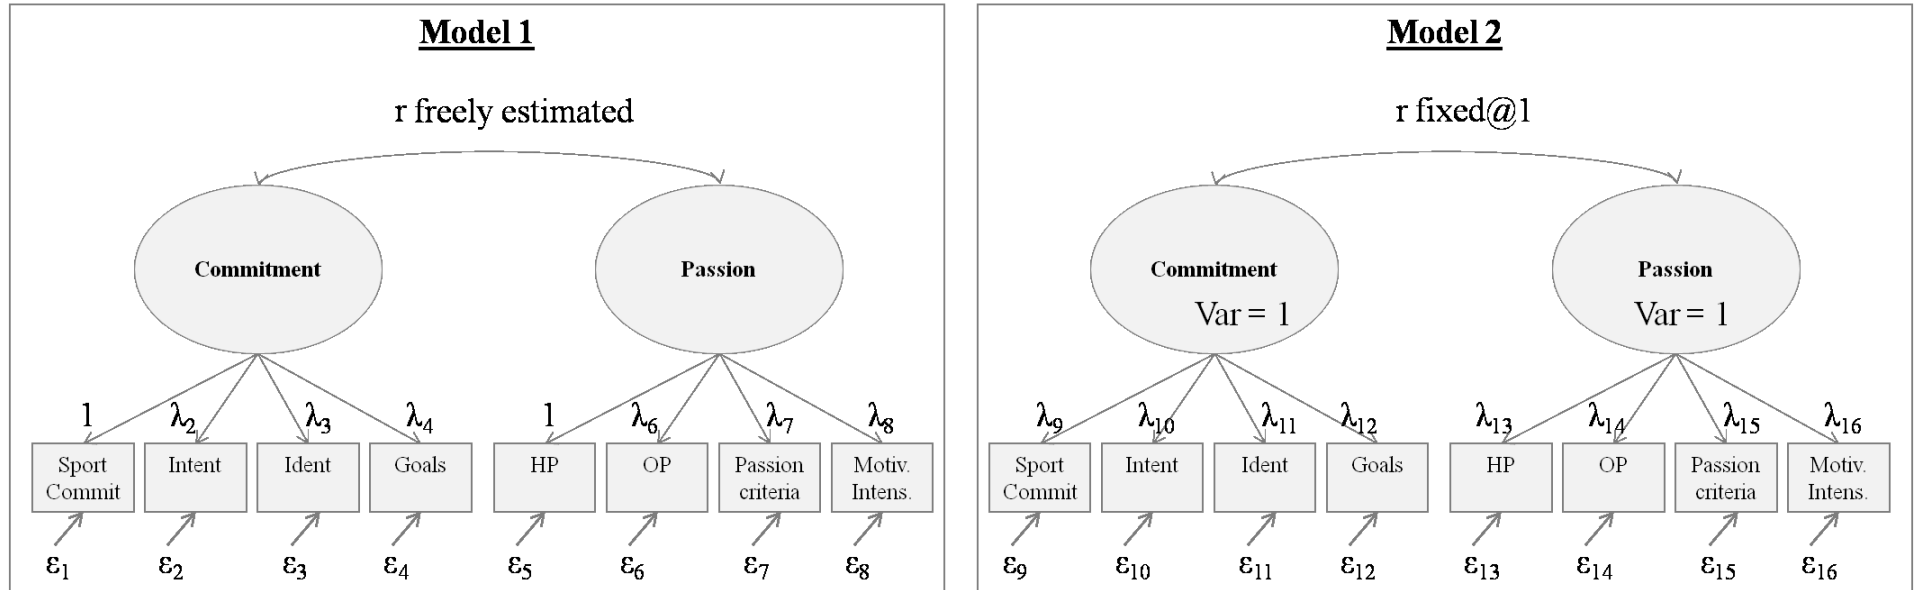 Model 1
r freely estimated
Commitment
Passion
1 λ2 λ3 λ4 1 λ6 λ7 λ8
Sport Intent Ident Goals HP OP Passion Motiv.
Commit criteria Intens.
ε1 ε2 ε3 ε4 ε5 ε6 ε7 ε8
Model 2
r fixed@1
Commitment
Var = 1
Passion
Var = 1
λ9 λ10 λ11 λ12 λ13 λ14 λ15 λ16
Sport Intent Ident Goals HP OP Passion Motiv.
Commit criteria Intens.
ε9 ε10 ε11 ε12 ε13 ε14 ε15 ε16